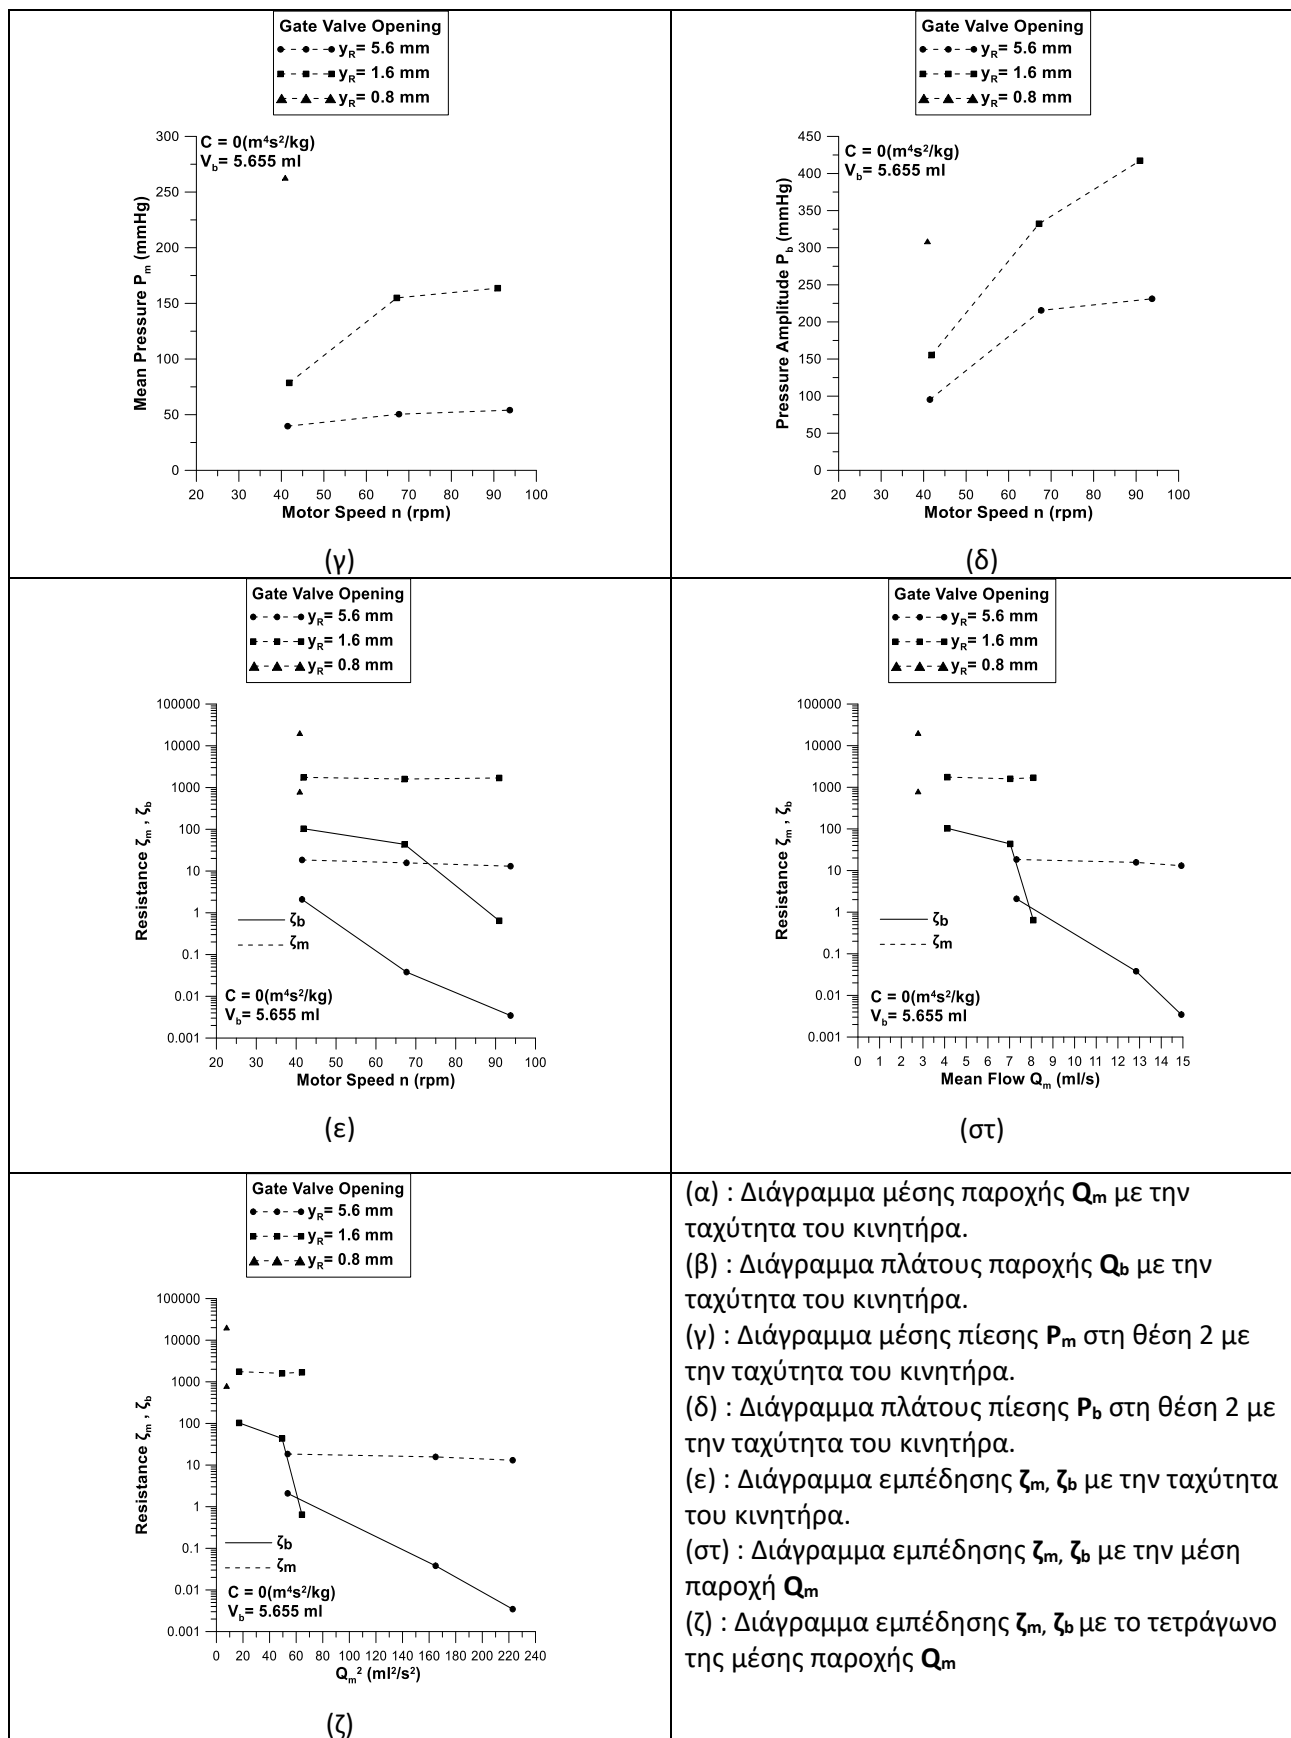 Gate Valve Opening
y_R= 5.6 mm
y_R= 1.6 mm
y_R= 0.8 mm
C = 0(m⁴s²/kg)
V_b= 5.655 ml
300
250
200
150
100
50
0
Mean Pressure P_m (mmHg)
20 30 40 50 60 70 80 90 100
Motor Speed n (rpm)
(γ)
Gate Valve Opening
y_R= 5.6 mm
y_R= 1.6 mm
y_R= 0.8 mm
C = 0(m⁴s²/kg)
V_b= 5.655 ml
450
400
350
300
250
200
150
100
50
0
Pressure Amplitude P_b (mmHg)
20 30 40 50 60 70 80 90 100
Motor Speed n (rpm)
(δ)
Gate Valve Opening
y_R= 5.6 mm
y_R= 1.6 mm
y_R= 0.8 mm
100000
10000
1000
100
10
1
0.1
0.01
0.001
Resistance ζ_m , ζ_b
ζb
ζm
C = 0(m⁴s²/kg)
V_b= 5.655 ml
20 30 40 50 60 70 80 90 100
Motor Speed n (rpm)
(ε)
Gate Valve Opening
y_R= 5.6 mm
y_R= 1.6 mm
y_R= 0.8 mm
100000
10000
1000
100
10
1
0.1
0.01
0.001
Resistance ζ_m , ζ_b
ζb
ζm
C = 0(m⁴s²/kg)
V_b= 5.655 ml
0 1 2 3 4 5 6 7 8 9 10 11 12 13 14 15
Mean Flow Q_m (ml/s)
(στ)
Gate Valve Opening
y_R= 5.6 mm
y_R= 1.6 mm
y_R= 0.8 mm
100000
10000
1000
100
10
1
0.1
0.01
0.001
Resistance ζ_m , ζ_b
ζb
ζm
C = 0(m⁴s²/kg)
V_b= 5.655 ml
0 20 40 60 80 100 120 140 160 180 200 220 240
Q_m² (ml²/s²)
(ζ)
(α) : Διάγραμμα μέσης παροχής Q_m με την
ταχύτητα του κινητήρα.
(β) : Διάγραμμα πλάτους παροχής Q_b με την
ταχύτητα του κινητήρα.
(γ) : Διάγραμμα μέσης πίεσης P_m στη θέση 2 με
την ταχύτητα του κινητήρα.
(δ) : Διάγραμμα πλάτους πίεσης P_b στη θέση 2 με
την ταχύτητα του κινητήρα.
(ε) : Διάγραμμα εμπέδησης ζ_m, ζ_b με την ταχύτητα
του κινητήρα.
(στ) : Διάγραμμα εμπέδησης ζ_m, ζ_b με την μέση
παροχή Q_m
(ζ) : Διάγραμμα εμπέδησης ζ_m, ζ_b με το τετράγωνο
της μέσης παροχής Q_m